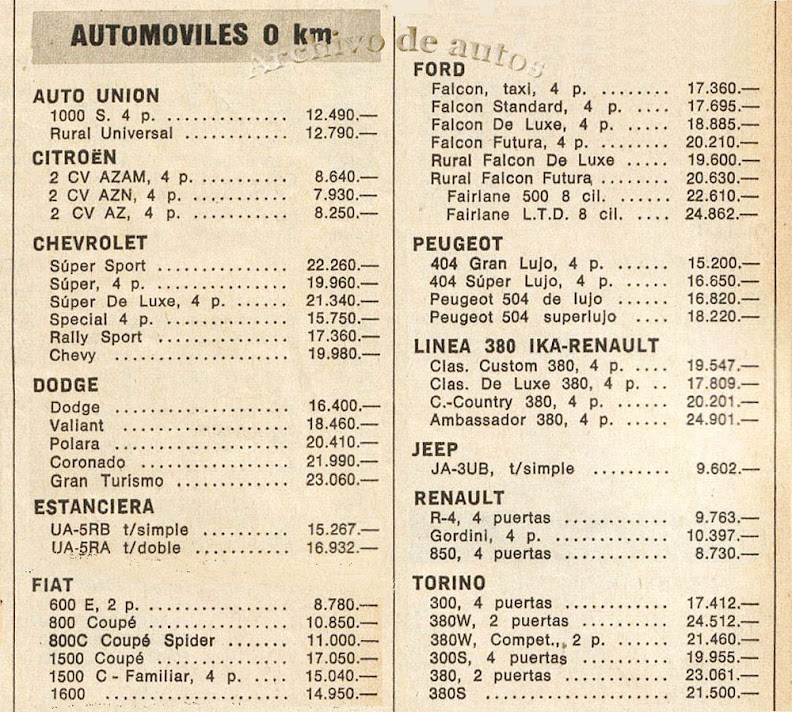 AUTOMOVILES 0 km.
Archivo de autos
AUTO UNION
1000 S. 4 p. .............. 12.490.—
Rural Universal ............ 12.790.—
CITROËN
2 CV AZAM, 4 p. ........... 8.640.—
2 CV AZN, 4 p. ............ 7.930.—
2 CV AZ, 4 p. ............ 8.250.—
CHEVROLET
Súper Sport ............... 22.260.—
Súper, 4 p. ............... 19.960.—
Súper De Luxe, 4 p. ...... 21.340.—
Special 4 p. .............. 15.750.—
Rally Sport ............... 17.360.—
Chevy .................... 19.980.—
DODGE
Dodge .................... 16.400.—
Valiant ................... 18.460.—
Polara .................... 20.410.—
Coronado ................. 21.990.—
Gran Turismo ............. 23.060.—
ESTANCIERA
UA-5RB t/simple .......... 15.267.—
UA-5RA t/doble ........... 16.932.—
FIAT
600 E, 2 p. ................ 8.780.—
800 Coupé ................ 10.850.—
800C Coupé Spider ....... 11.000.—
1500 Coupé ............... 17.050.—
1500 C - Familiar, 4 p. .... 15.040.—
1600 ..................... 14.950.—
FORD
Falcon, taxi, 4 p. ........ 17.360.—
Falcon Standard, 4 p. .... 17.695.—
Falcon De Luxe, 4 p. ..... 18.885.—
Falcon Futura, 4 p. ....... 20.210.—
Rural Falcon De Luxe ..... 19.600.—
Rural Falcon Futura ........ 20.630.—
Fairlane 500 8 cil. ...... 22.610.—
Fairlane L.T.D. 8 cil. .... 24.862.—
PEUGEOT
404 Gran Lujo, 4 p. ...... 15.200.—
404 Súper Lujo, 4 p. ..... 16.650.—
Peugeot 504 de lujo ...... 16.820.—
Peugeot 504 superlujo .... 18.220.—
LINEA 380 IKA-RENAULT
Clas. Custom 380, 4 p. .... 19.547.—
Clas. De Luxe 380, 4 p. .. 17.809.—
C.-Country 380, 4 p. ...... 20.201.—
Ambassador 380, 4 p. ..... 24.901.—
JEEP
JA-3UB, t/simple ......... 9.602.—
RENAULT
R-4, 4 puertas ............ 9.763.—
Gordini, 4 p. ............. 10.397.—
850, 4 puertas ............ 8.730.—
TORINO
300, 4 puertas ............ 17.412.—
380W, 2 puertas .......... 24.512.—
380W, Compet., 2 p. ...... 21.460.—
300S, 4 puertas .......... 19.955.—
380, 2 puertas ............ 23.061.—
380S ..................... 21.500.—